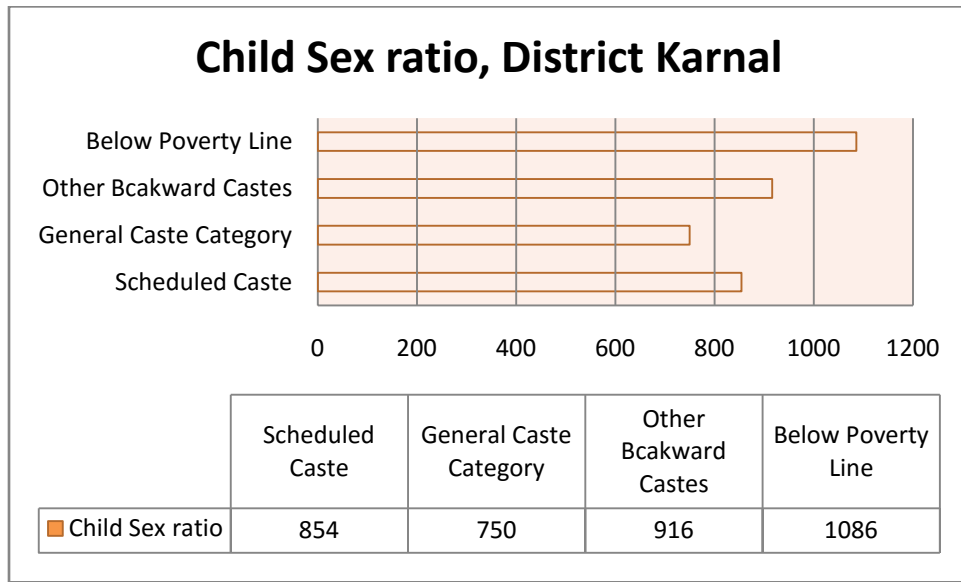 Child Sex ratio, District Karnal
Below Poverty Line
Other Bcakward Castes
General Caste Category
Scheduled Caste
0 200 400 600 800 1000 1200
Scheduled Caste General Caste Category Other Bcakward Castes Below Poverty Line
Child Sex ratio 854 750 916 1086